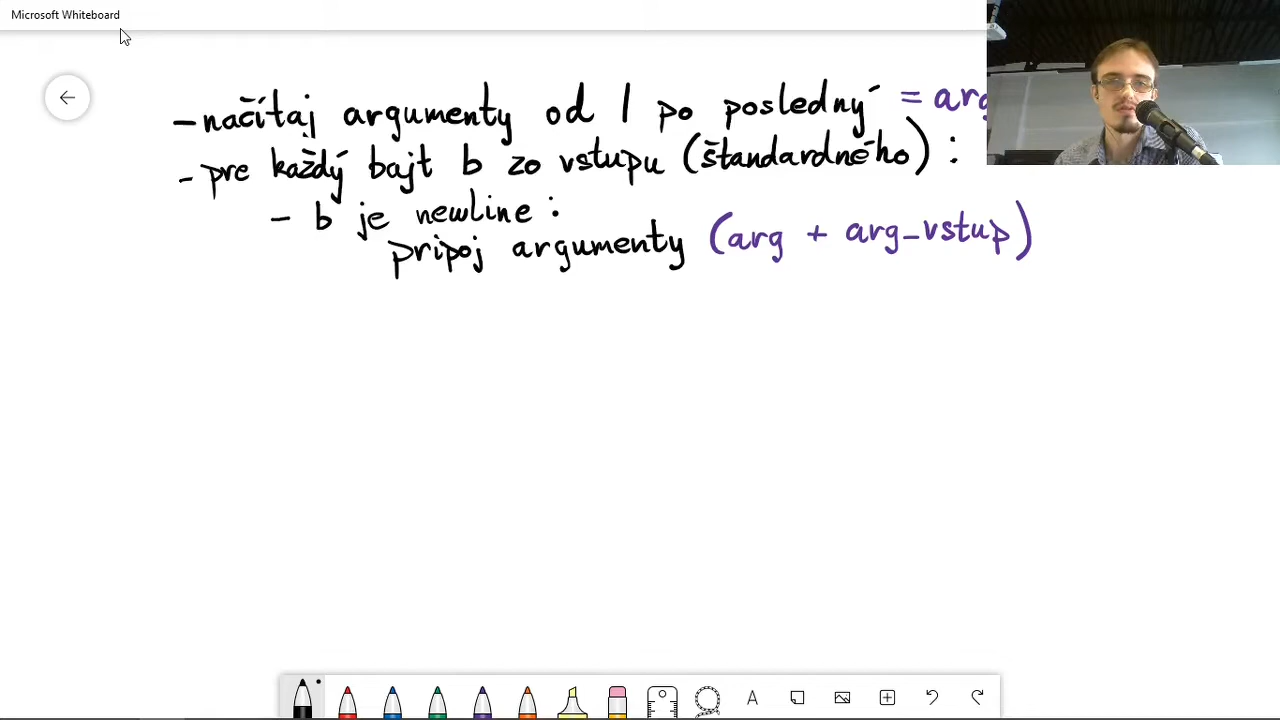 Microsoft Whiteboard
- načítaj argumenty od 1 po posledný = arg
- pre každý bajt b zo vstupu (štandardného) :
- b je newline :
pripoj argumenty (arg + arg_vstup)
A